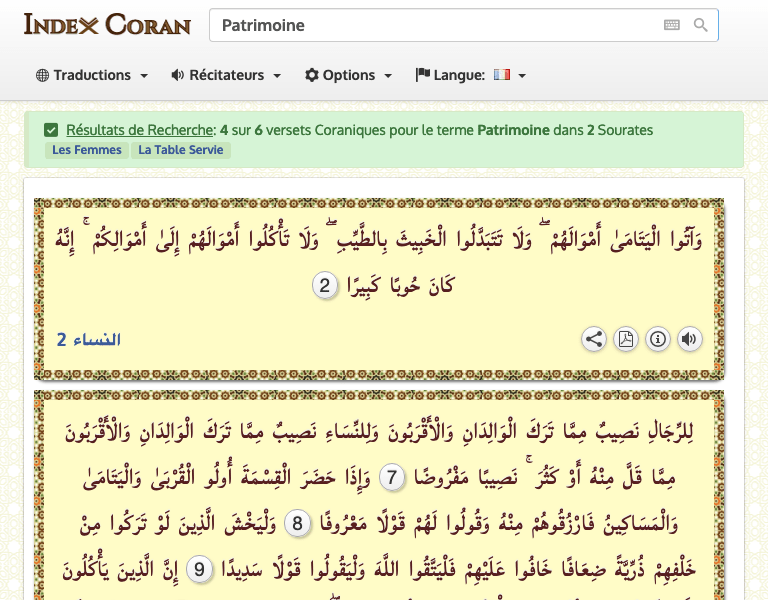 Index Coran
Patrimoine
Traductions
Récitateurs
Options
Langue:
Résultats de Recherche: 4 sur 6 versets Coraniques pour le terme Patrimoine dans 2 Sourates
Les Femmes La Table Servie
وَآتُوا الْيَتَامَىٰ أَمْوَالَهُمْ ۖ وَلَا تَتَبَدَّلُوا الْخَبِيثَ بِالطَّيِّبِ ۖ وَلَا تَأْكُلُوا أَمْوَالَهُمْ إِلَىٰ أَمْوَالِكُمْ ۚ إِنَّهُ
كَانَ حُوبًا كَبِيرًا 2
النساء 2
لِلرِّجَالِ نَصِيبٌ مِمَّا تَرَكَ الْوَالِدَانِ وَالْأَقْرَبُونَ وَلِلنِّسَاءِ نَصِيبٌ مِمَّا تَرَكَ الْوَالِدَانِ وَالْأَقْرَبُونَ
مِمَّا قَلَّ مِنْهُ أَوْ كَثُرَ ۚ نَصِيبًا مَفْرُوضًا 7 وَإِذَا حَضَرَ الْقِسْمَةَ أُولُو الْقُرْبَىٰ وَالْيَتَامَىٰ
وَالْمَسَاكِينُ فَارْزُقُوهُمْ مِنْهُ وَقُولُوا لَهُمْ قَوْلًا مَعْرُوفًا 8 وَلْيَخْشَ الَّذِينَ لَوْ تَرَكُوا مِنْ
خَلْفِهِمْ ذُرِّيَّةً ضِعَافًا خَافُوا عَلَيْهِمْ فَلْيَتَّقُوا اللَّهَ وَلْيَقُولُوا قَوْلًا سَدِيدًا 9 إِنَّ الَّذِينَ يَأْكُلُونَ